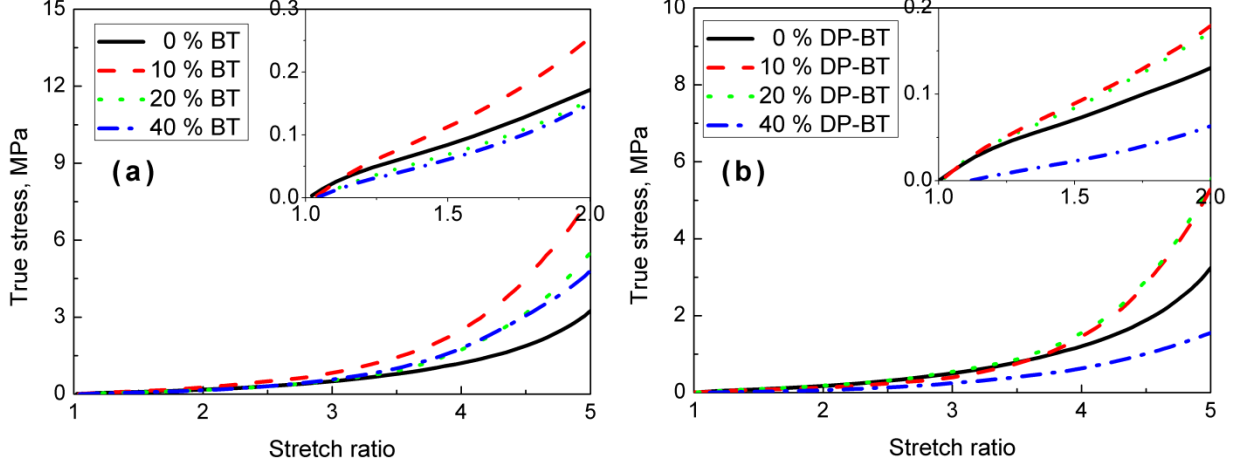 15
12
9
6
3
0
True stress, MPa
0 % BT
10 % BT
20 % BT
40 % BT
(a)
0.3
0.2
0.1
0.0
1.0
1.5
2.0
1
2
3
4
5
Stretch ratio
10
8
6
4
2
0
True stress, MPa
0 % DP-BT
10 % DP-BT
20 % DP-BT
40 % DP-BT
(b)
0.2
0.1
0.0
1.0
1.5
2.0
1
2
3
4
5
Stretch ratio